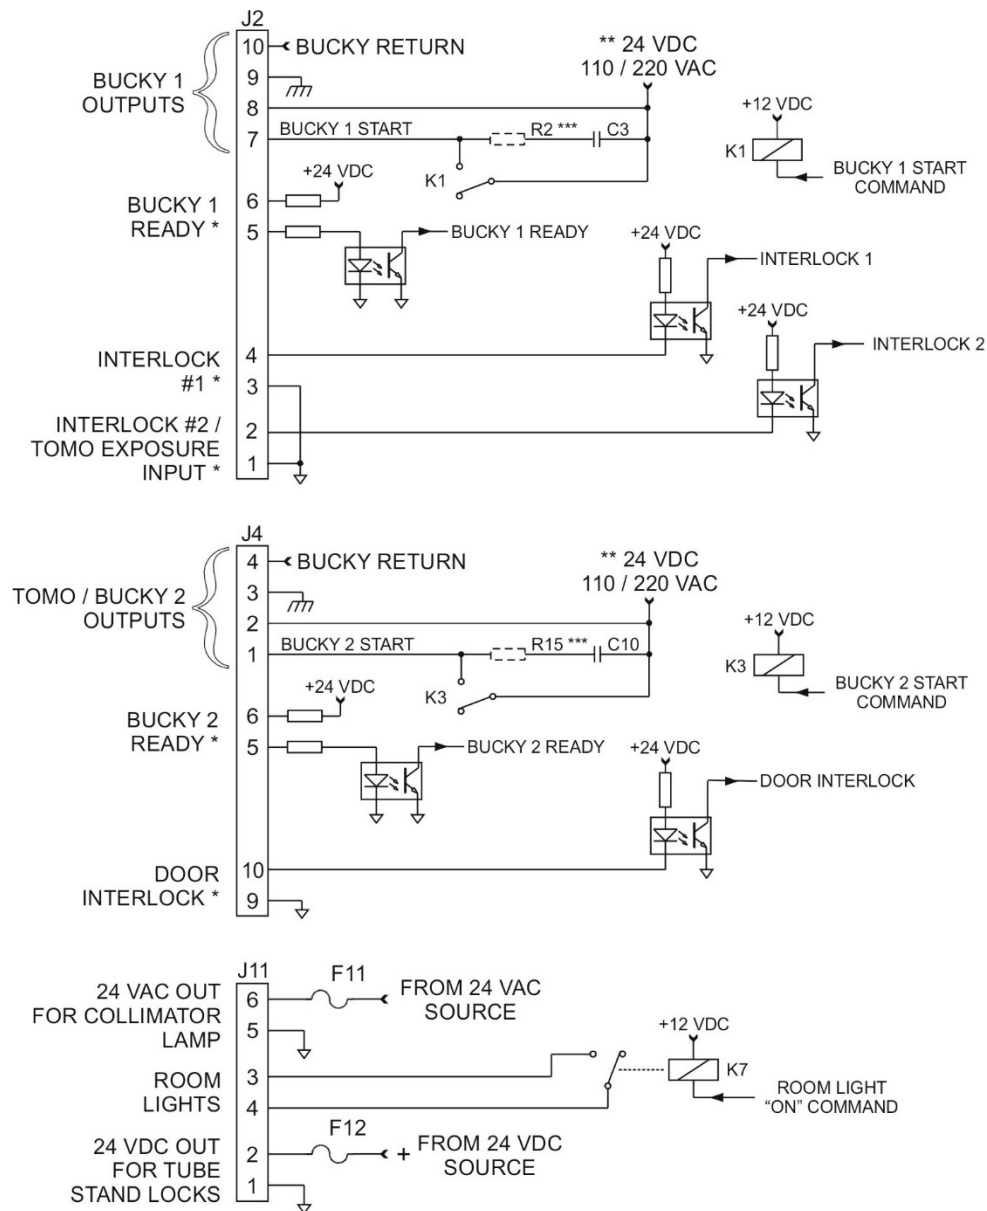 J2
10
BUCKY RETURN
** 24 VDC
110 / 220 VAC
BUCKY 1
OUTPUTS
9
8
+12 VDC
7
BUCKY 1 START
R2 ***
C3
K1
BUCKY 1 START
COMMAND
+24 VDC
K1
BUCKY 1
READY *
6
5
BUCKY 1 READY
+24 VDC
INTERLOCK 1
+24 VDC
INTERLOCK 2
INTERLOCK
#1 *
4
3
INTERLOCK #2 /
TOMO EXPOSURE
INPUT *
2
1
J4
4
BUCKY RETURN
** 24 VDC
110 / 220 VAC
TOMO / BUCKY 2
OUTPUTS
3
2
+12 VDC
1
BUCKY 2 START
R15 ***
C10
K3
BUCKY 2 START
COMMAND
+24 VDC
K3
BUCKY 2
READY *
6
5
BUCKY 2 READY
+24 VDC
DOOR INTERLOCK
DOOR
INTERLOCK *
10
9
J11
24 VAC OUT
FOR COLLIMATOR
LAMP
6
F11
FROM 24 VAC
SOURCE
5
+12 VDC
K7
ROOM LIGHT
“ON” COMMAND
ROOM
LIGHTS
3
4
24 VDC OUT
FOR TUBE
STAND LOCKS
2
F12
+ FROM 24 VDC
SOURCE
1